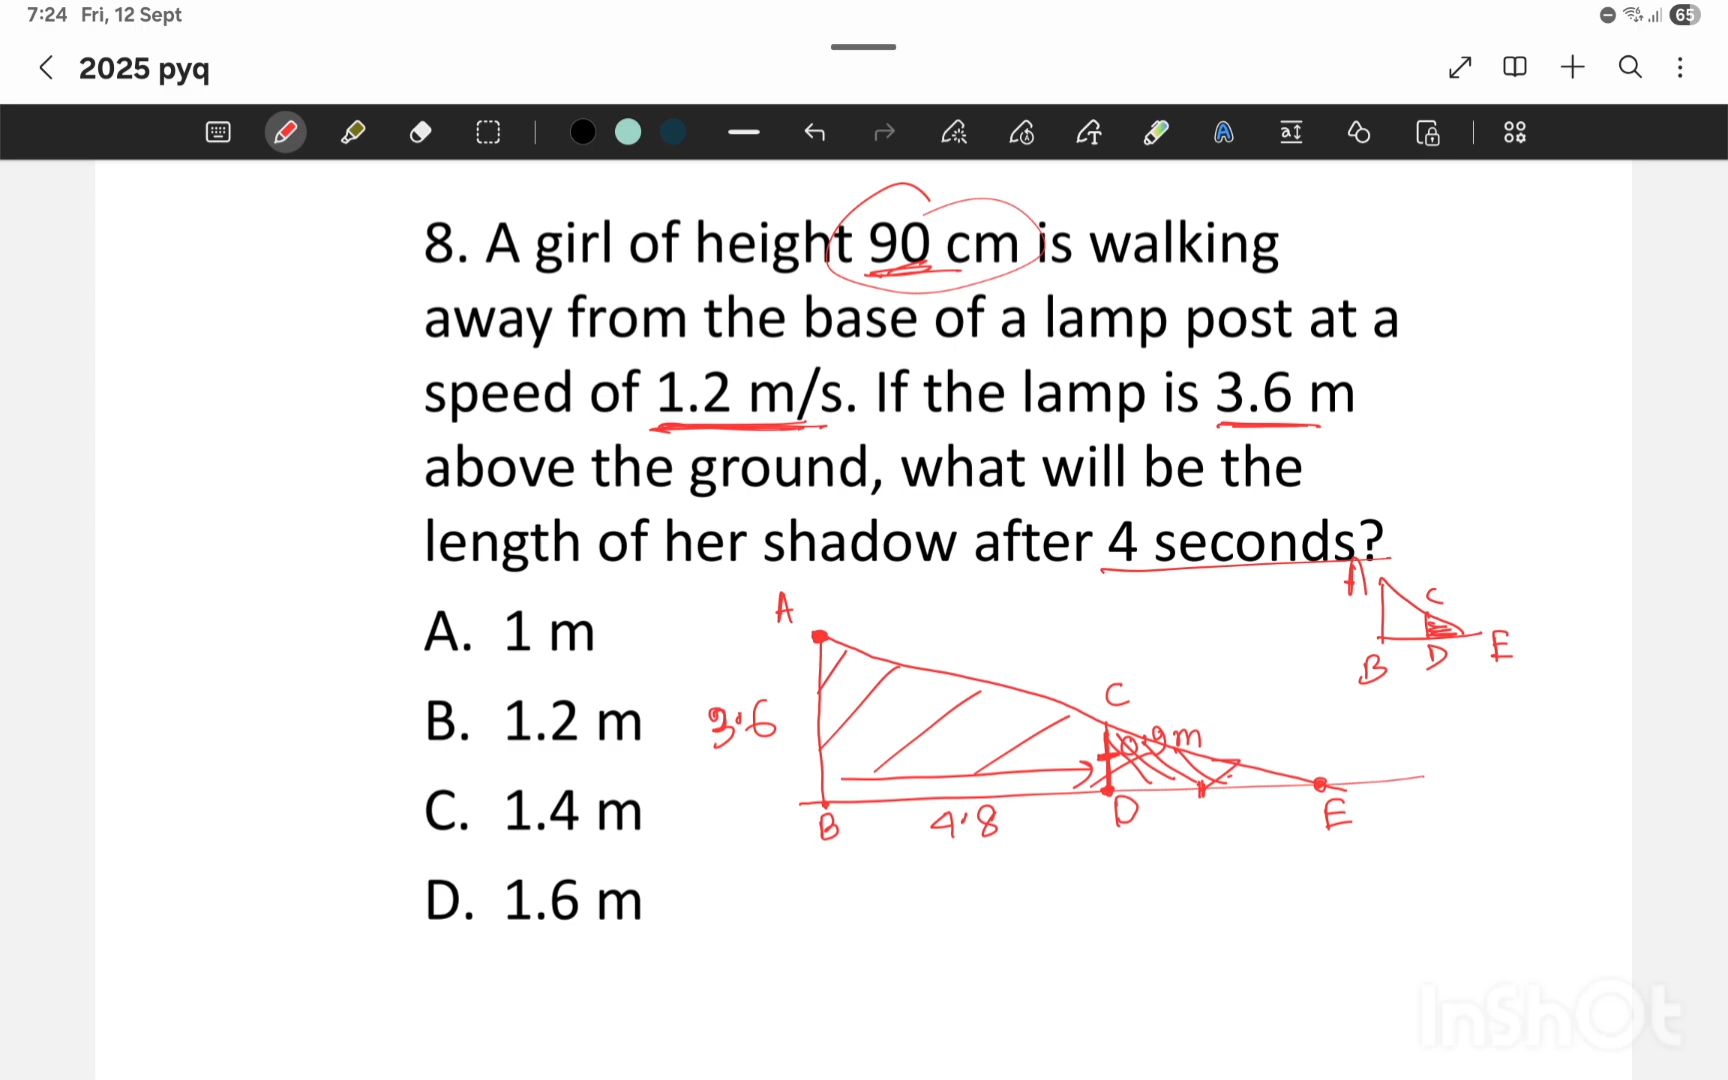 7:24 Fri, 12 Sept
65
2025 pyq
8. A girl of height 90 cm is walking
away from the base of a lamp post at a
speed of 1.2 m/s. If the lamp is 3.6 m
above the ground, what will be the
length of her shadow after 4 seconds?
A. 1 m
B. 1.2 m
C. 1.4 m
D. 1.6 m
A
3.6
B
4.8
C
0.9m
D
E
A
C
B
D
E
InShOt